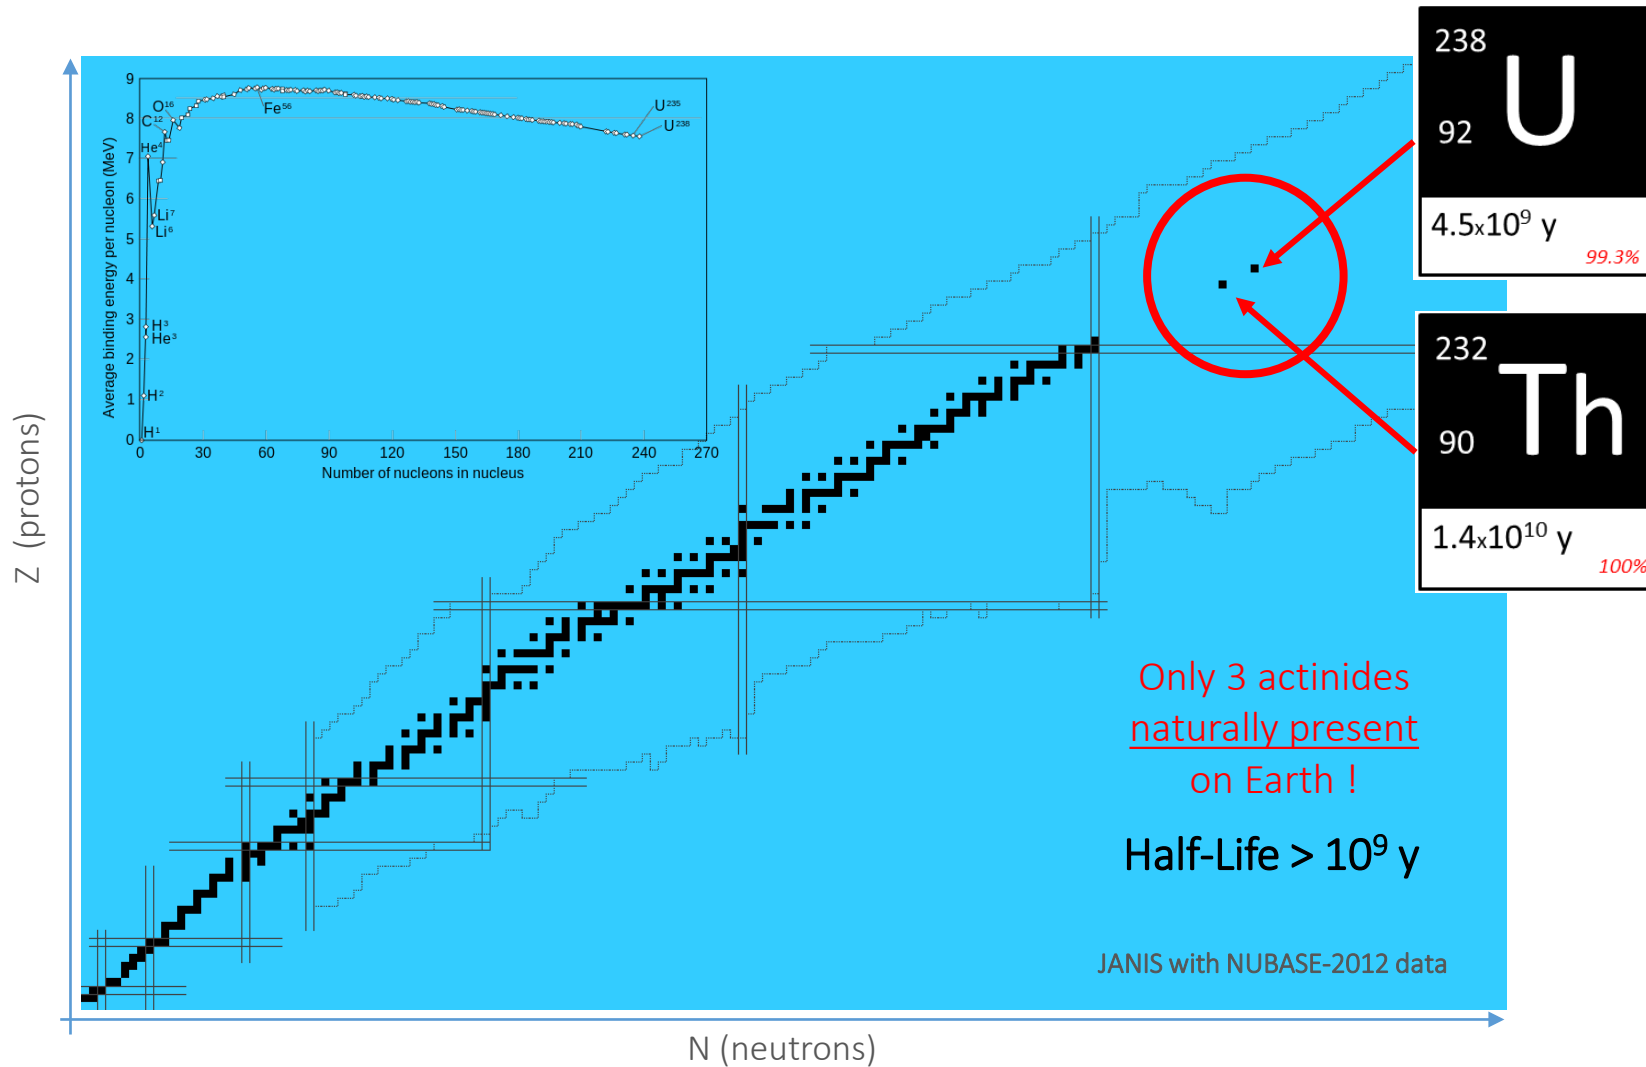 238
92 U
4.5x10⁹ y
99.3%
232
90 Th
1.4x10¹⁰ y
100%
Average binding energy per nucleon (MeV)
9
8
7
6
5
4
3
2
1
0
O¹⁶
C¹²
He⁴
Li⁷
Li⁶
H³
He³
H²
H¹
Fe⁵⁶
U²³⁵
U²³⁸
0 30 60 90 120 150 180 210 240 270
Number of nucleons in nucleus
Z (protons)
Only 3 actinides
naturally present
on Earth !
Half-Life > 10⁹ y
JANIS with NUBASE-2012 data
N (neutrons)